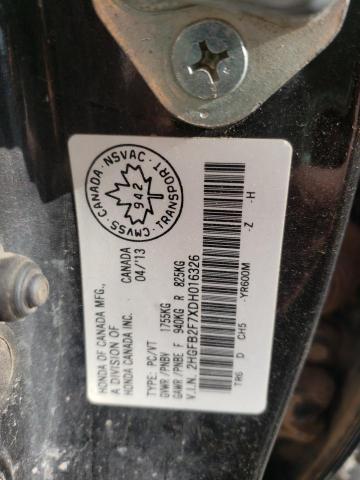 HONDA OF CANADA MFG.,
A DIVISION OF
HONDA CANADA INC.
CANADA
04/'13
CMVSS·CANADA·NSVAC·TRANSPORT
942
TYPE: PC/VT
GVWR/PNBV 1755KG
GAWR/PNBE F 940KG R 825KG
V.I.N. 2HGFB2F7XDH016326
TR6 D CH5 -YR600M -Z -H